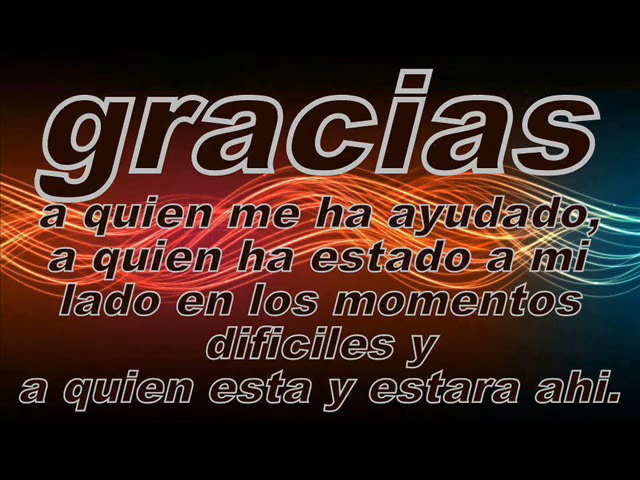 gracias
a quien me ha ayudado,
a quien ha estado a mi
lado en los momentos
dificiles y
a quien esta y estara ahi.